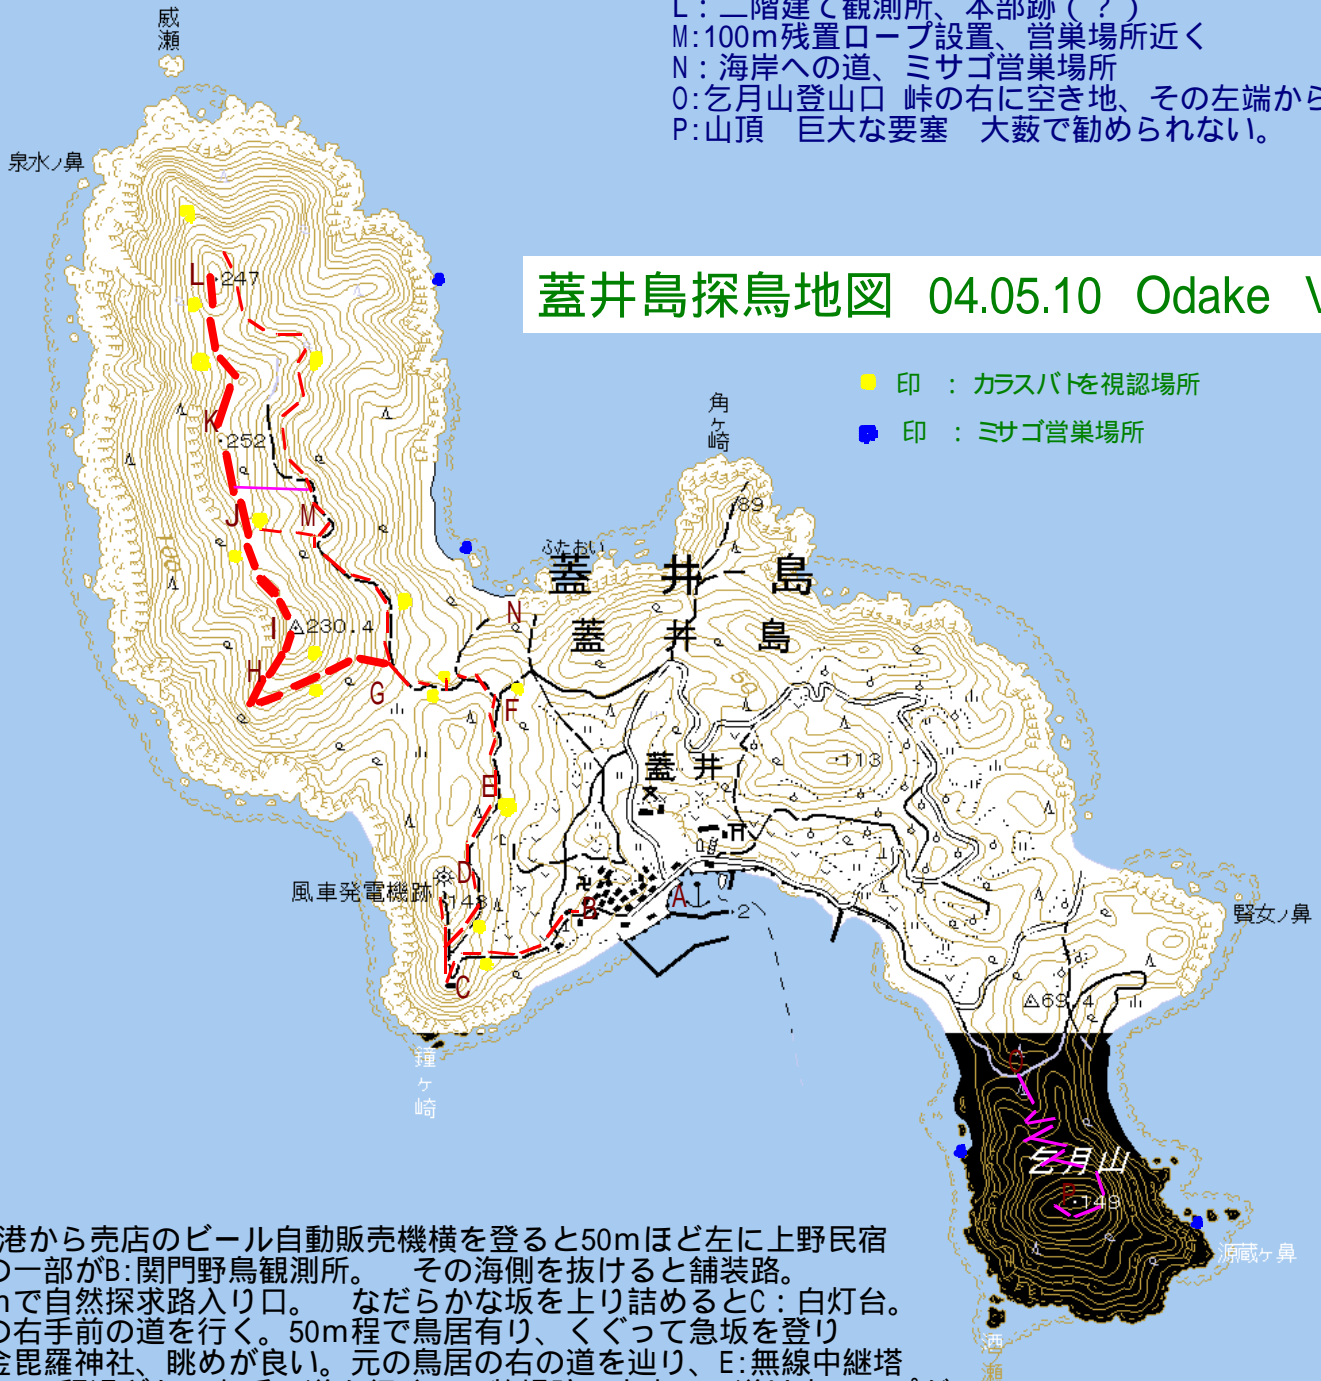 L：二階建て観測所、本部跡（？）
M:100m残置ロープ設置、営巣場所近く
N：海岸への道、ミサゴ営巣場所
O:乞月山登山口 峠の右に空き地、その左端から
P:山頂　巨大な要塞　大薮で勧められない。
威瀬
泉水ノ鼻
蓋井島探鳥地図 04.05.10 Odake
印 ： カラスバトを視認場所
印 ： ミサゴ営巣場所
角ヶ崎
L
・247
K
・252
J
M
100
I
230.4
H
G
89
ふたおい
蓋 井 島
蓋 井 島
N
50
F
蓋井
・113
E
D
風車発電機跡
148
B
A
2
C
賢女ノ鼻
69.4
鐘ヶ崎
O
乞月山
P
・149
源蔵ヶ鼻
洒瀬
港から売店のビール自動販売機横を登ると50mほど左に上野民宿
の一部がB:関門野鳥観測所。　その海側を抜けると舗装路。
mで自然探求路入り口。　なだらかな坂を上り詰めるとC：白灯台。
の右手前の道を行く。50m程で鳥居有り、くぐって急坂を登り
金毘羅神社、眺めが良い。元の鳥居の右の道を辿り、E:無線中継塔